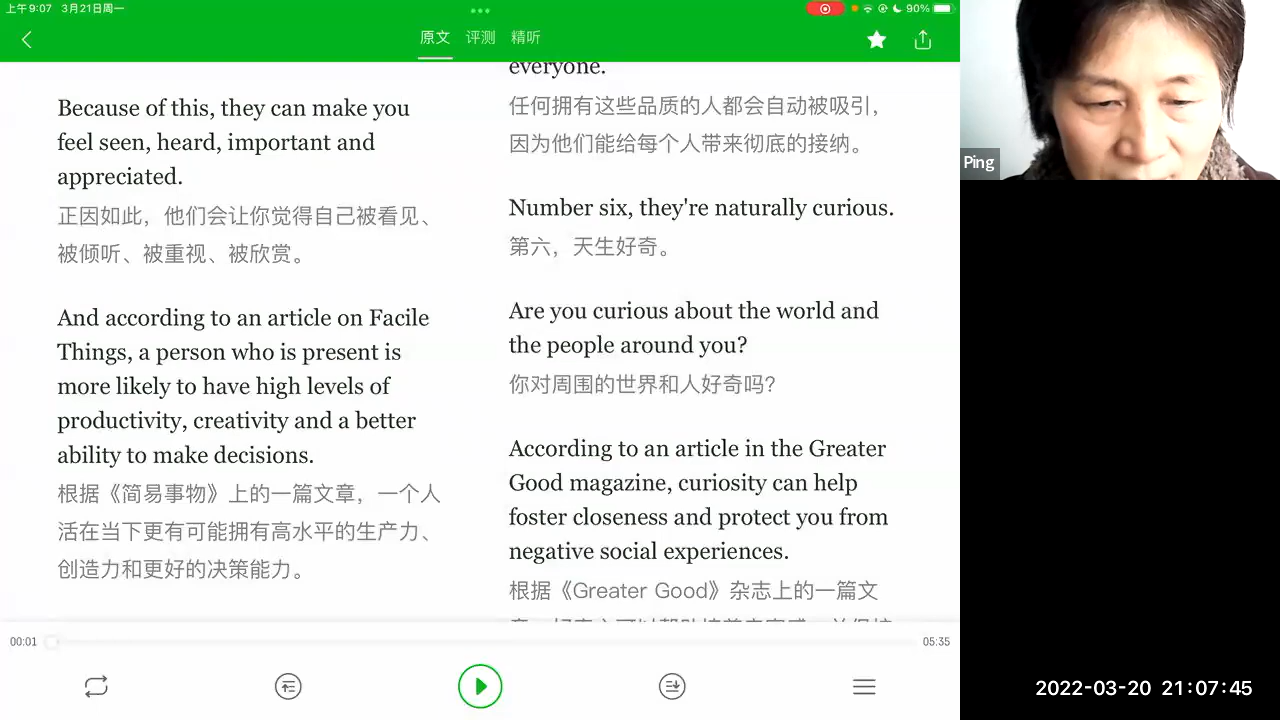 上午9:07 3月21日周一
90%
原文 评测 精听
Because of this, they can make you
feel seen, heard, important and
appreciated.
正因如此，他们会让你觉得自己被看见、
被倾听、被重视、被欣赏。
And according to an article on Facile
Things, a person who is present is
more likely to have high levels of
productivity, creativity and a better
ability to make decisions.
根据《简易事物》上的一篇文章，一个人
活在当下更有可能拥有高水平的生产力、
创造力和更好的决策能力。
everyone.
任何拥有这些品质的人都会自动被吸引，
因为他们能给每个人带来彻底的接纳。
Number six, they're naturally curious.
第六，天生好奇。
Are you curious about the world and
the people around you?
你对周围的世界和人好奇吗？
According to an article in the Greater
Good magazine, curiosity can help
foster closeness and protect you from
negative social experiences.
根据《Greater Good》杂志上的一篇文
00:01
05:35
Ping
2022-03-20 21:07:45